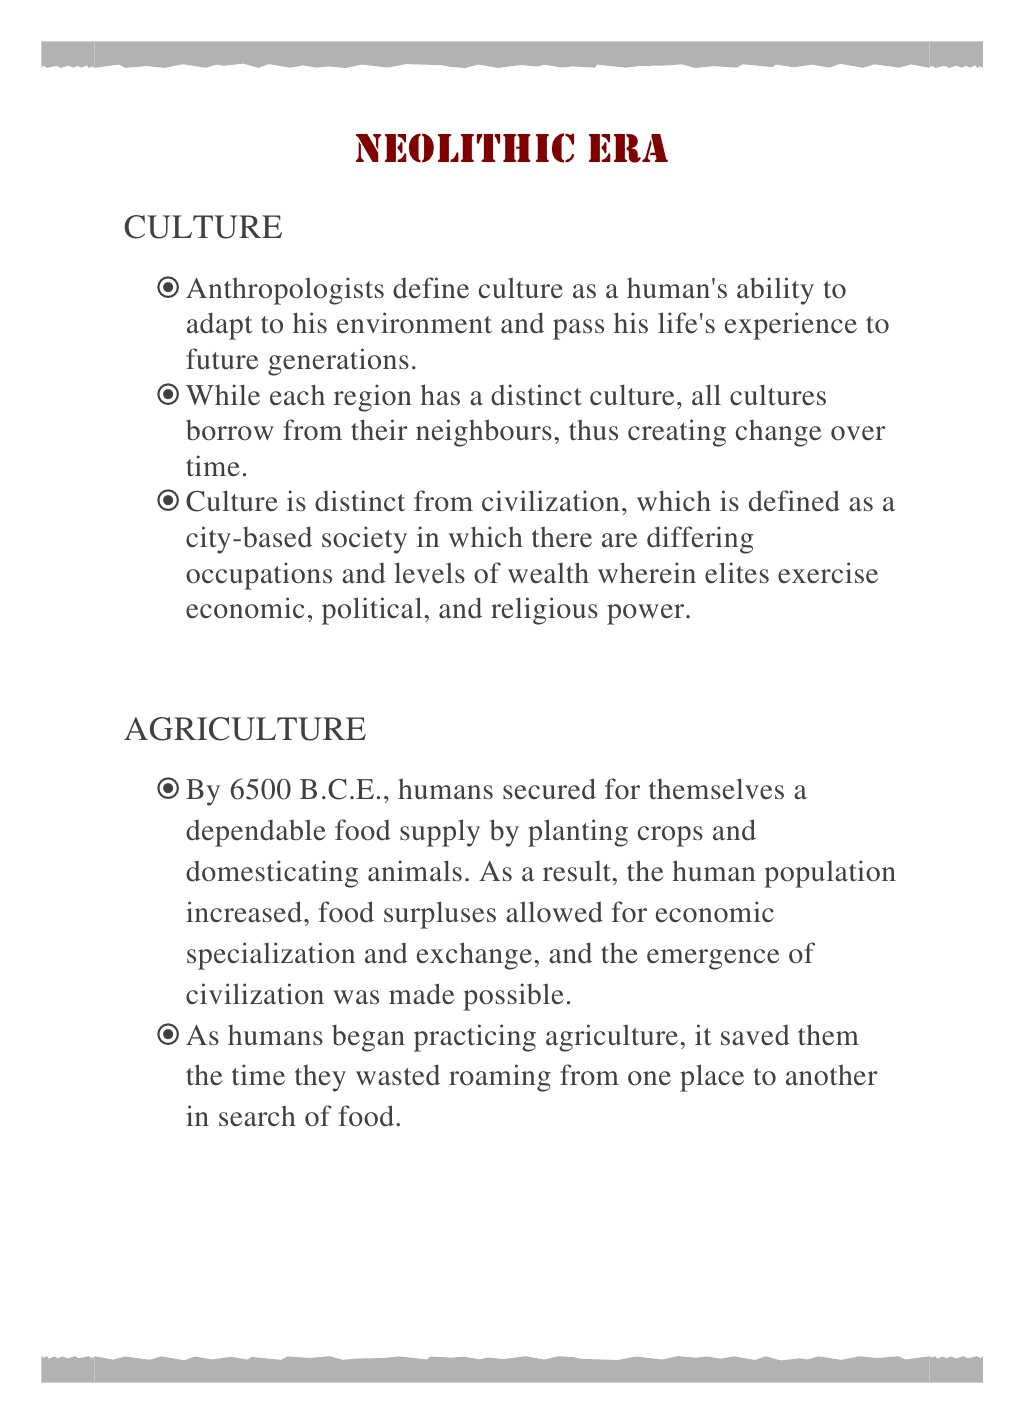 NEOLITHIC ERA
CULTURE
Anthropologists define culture as a human's ability to
adapt to his environment and pass his life's experience to
future generations.
While each region has a distinct culture, all cultures
borrow from their neighbours, thus creating change over
time.
Culture is distinct from civilization, which is defined as a
city-based society in which there are differing
occupations and levels of wealth wherein elites exercise
economic, political, and religious power.
AGRICULTURE
By 6500 B.C.E., humans secured for themselves a
dependable food supply by planting crops and
domesticating animals. As a result, the human population
increased, food surpluses allowed for economic
specialization and exchange, and the emergence of
civilization was made possible.
As humans began practicing agriculture, it saved them
the time they wasted roaming from one place to another
in search of food.